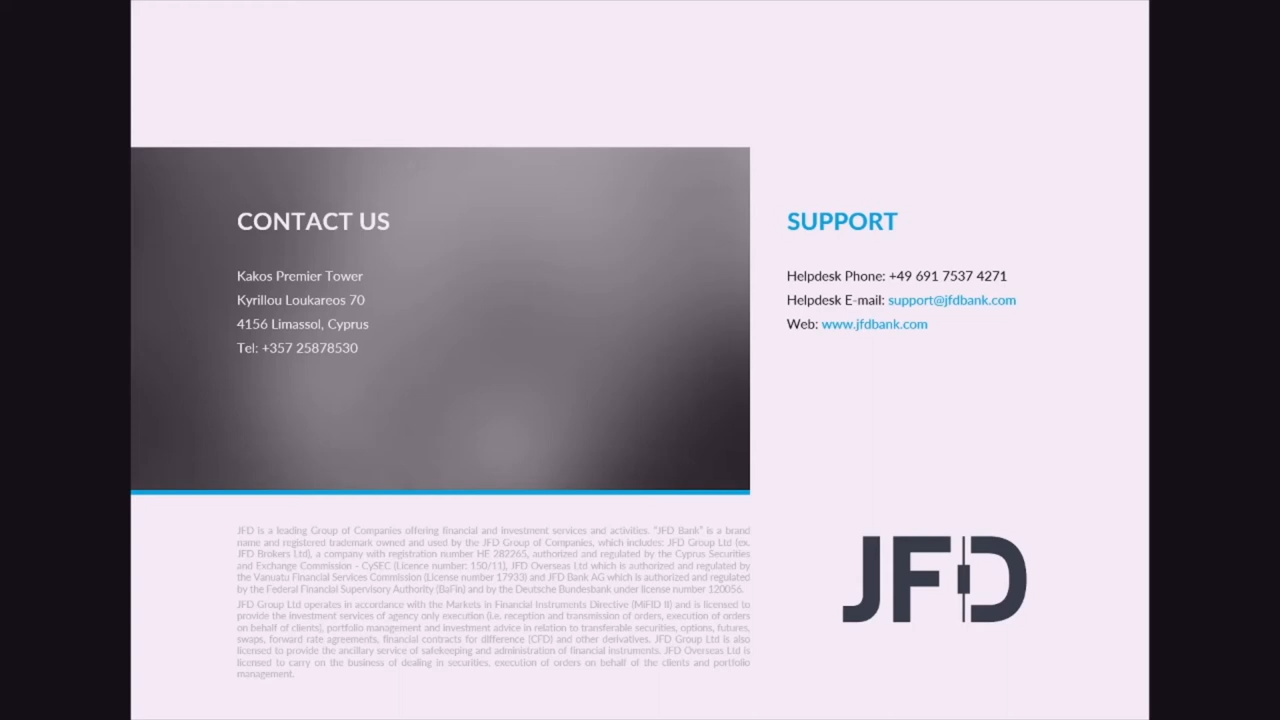 CONTACT US
Kakos Premier Tower
Kyrillou Loukareos 70
4156 Limassol, Cyprus
Tel: +357 25878530
SUPPORT
Helpdesk Phone: +49 691 7537 4271
Helpdesk E-mail: support@jfdbank.com
Web: www.jfdbank.com
JFD is a leading Group of Companies offering financial and investment services and activities. "JFD Bank" is a brand
name and registered trademark owned and used by the JFD Group of Companies, which includes: JFD Group Ltd (ex.
JFD Brokers Ltd), a company with registration number HE 282265, authorized and regulated by the Cyprus Securities
and Exchange Commission - CySEC (Licence number: 150/11), JFD Overseas Ltd which is authorized and regulated by
the Vanuatu Financial Services Commission (License number 17933) and JFD Bank AG which is authorized and regulated
by the Federal Financial Supervisory Authority (BaFin) and by the Deutsche Bundesbank under license number 120056.
JFD Group Ltd operates in accordance with the Markets in Financial Instruments Directive (MiFID II) and is licensed to
provide the investment services of agency only execution (i.e. reception and transmission of orders, execution of orders
on behalf of clients), portfolio management and investment advice in relation to transferable securities, options, futures,
swaps, forward rate agreements, financial contracts for difference (CFD) and other derivatives. JFD Group Ltd is also
licensed to provide the ancillary service of safekeeping and administration of financial instruments. JFD Overseas Ltd is
licensed to carry on the business of dealing in securities, execution of orders on behalf of the clients and portfolio
management.
JFD